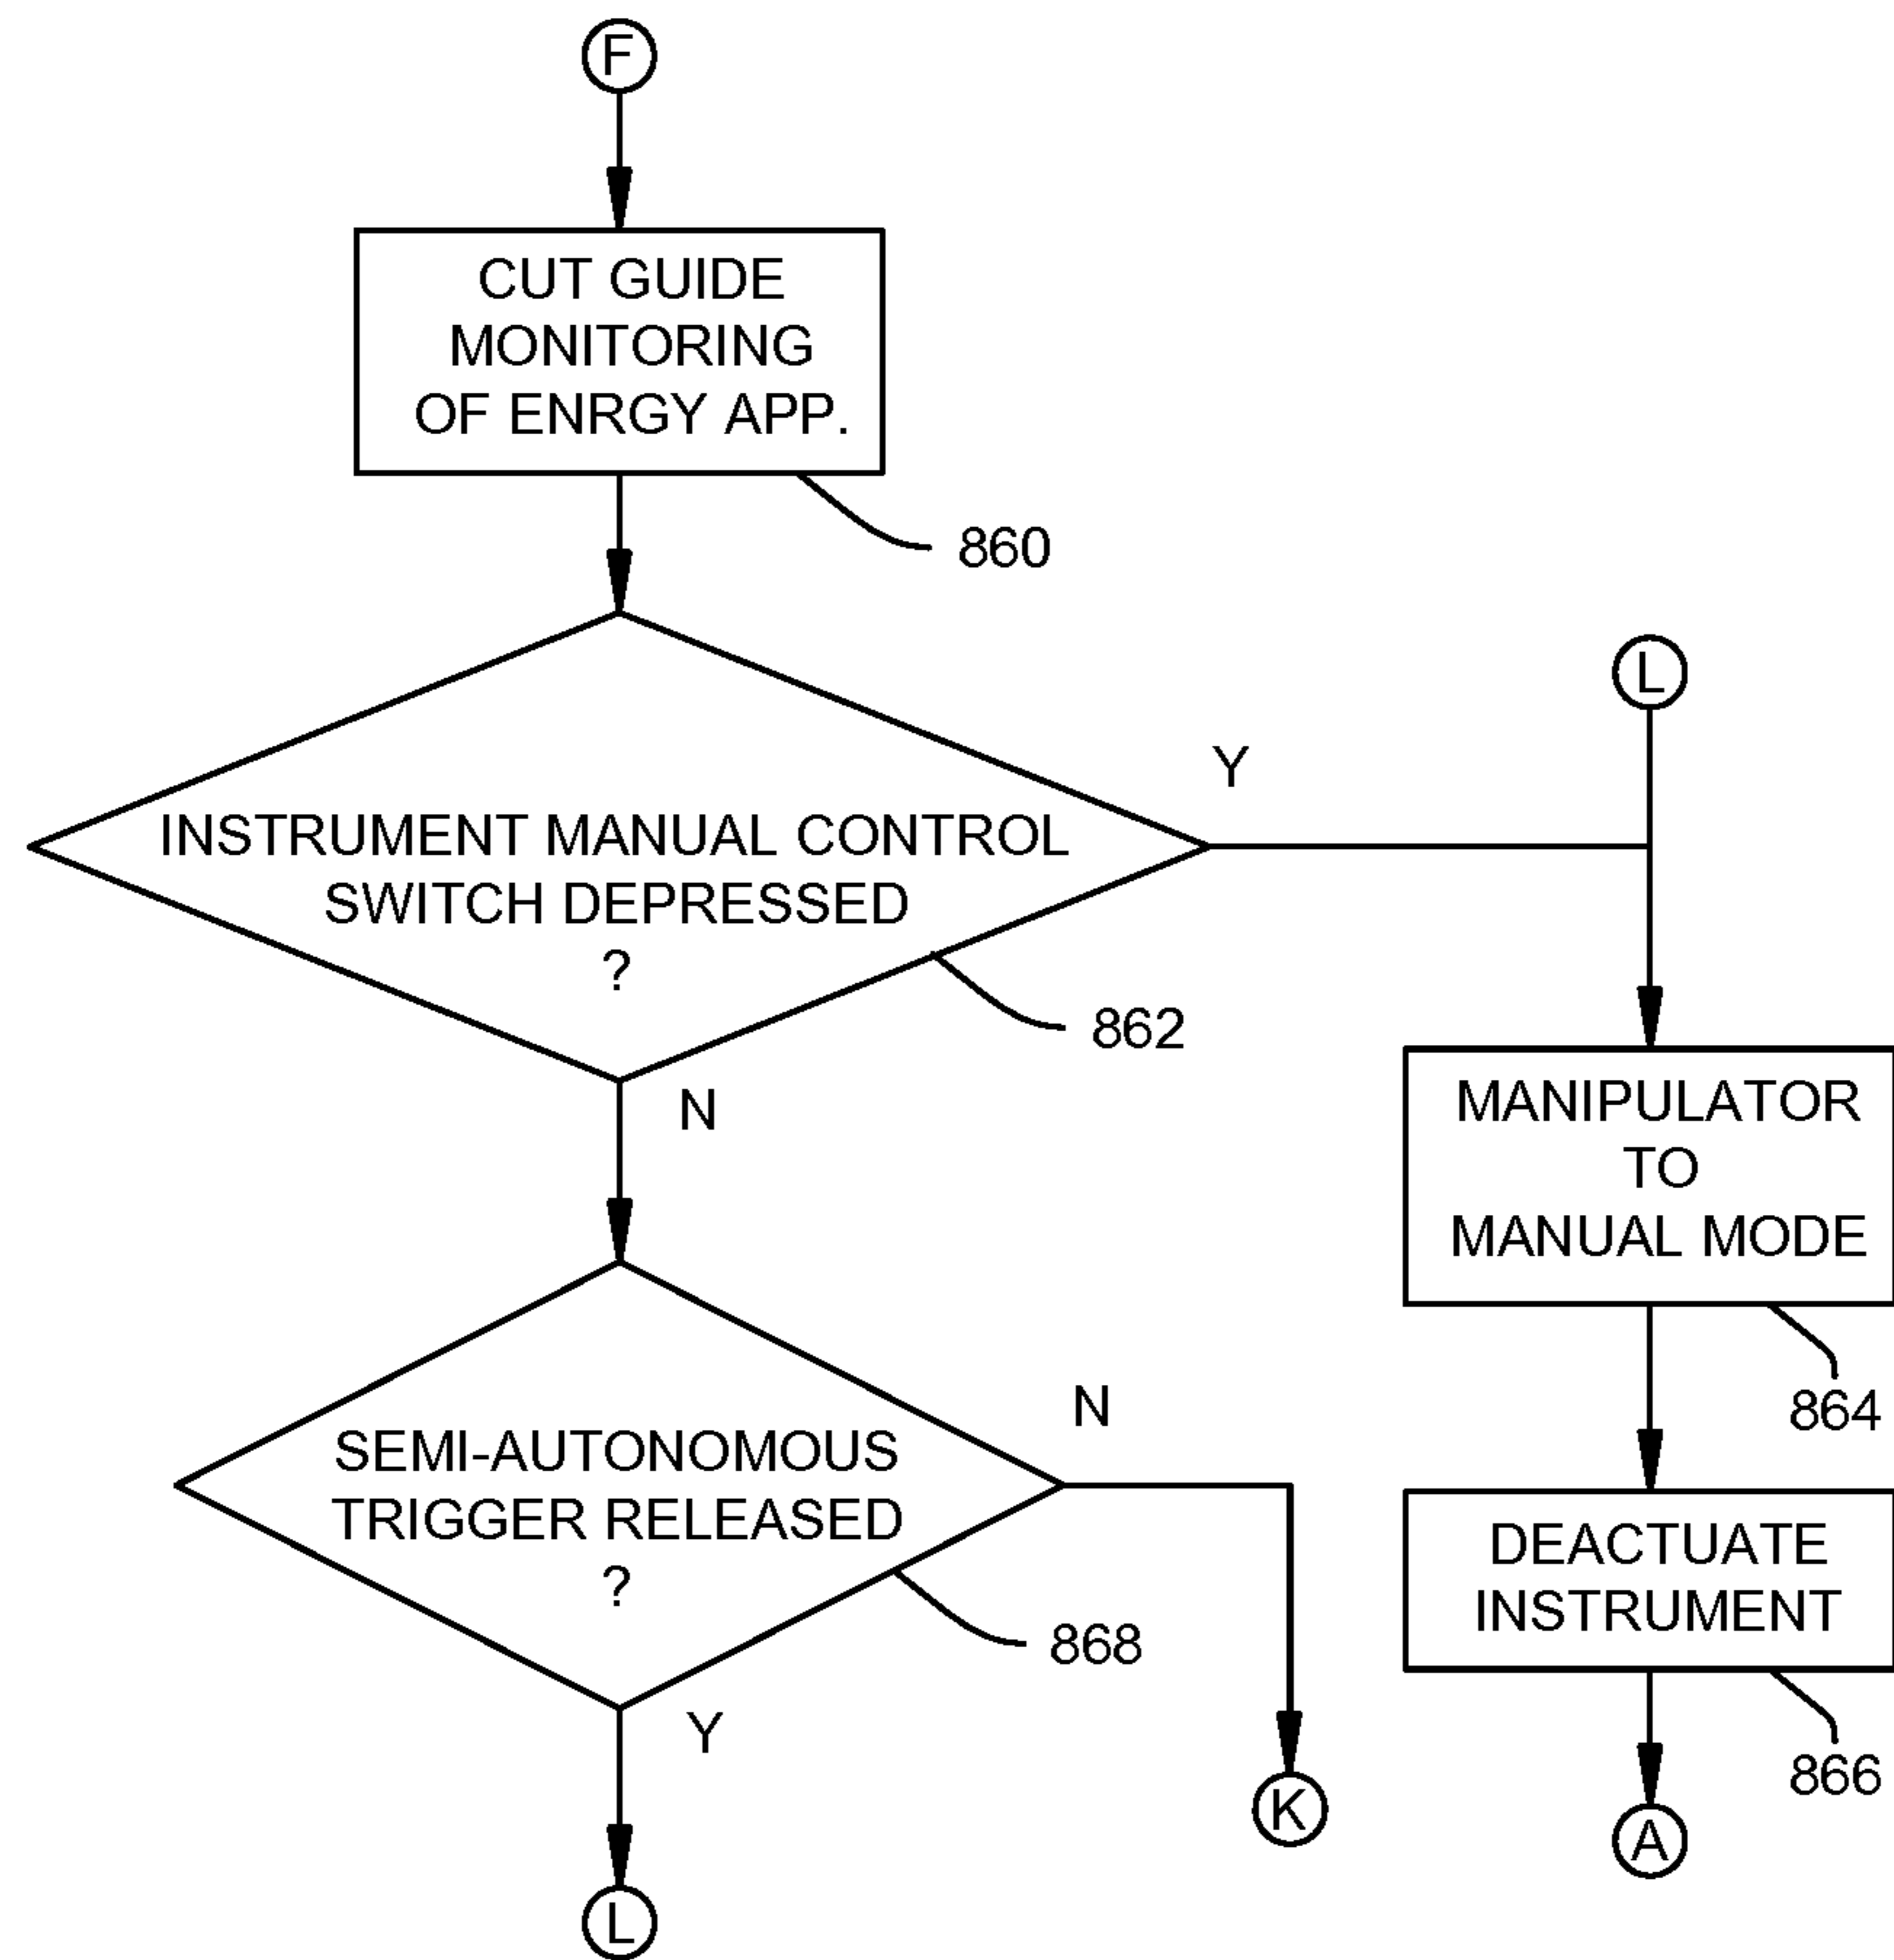 F
CUT GUIDE
MONITORING
OF ENRGY APP.
860
L
Y
INSTRUMENT MANUAL CONTROL
SWITCH DEPRESSED
?
862
N
MANIPULATOR
TO
MANUAL MODE
864
N
SEMI-AUTONOMOUS
TRIGGER RELEASED
?
868
Y
DEACTUATE
INSTRUMENT
866
K
A
L